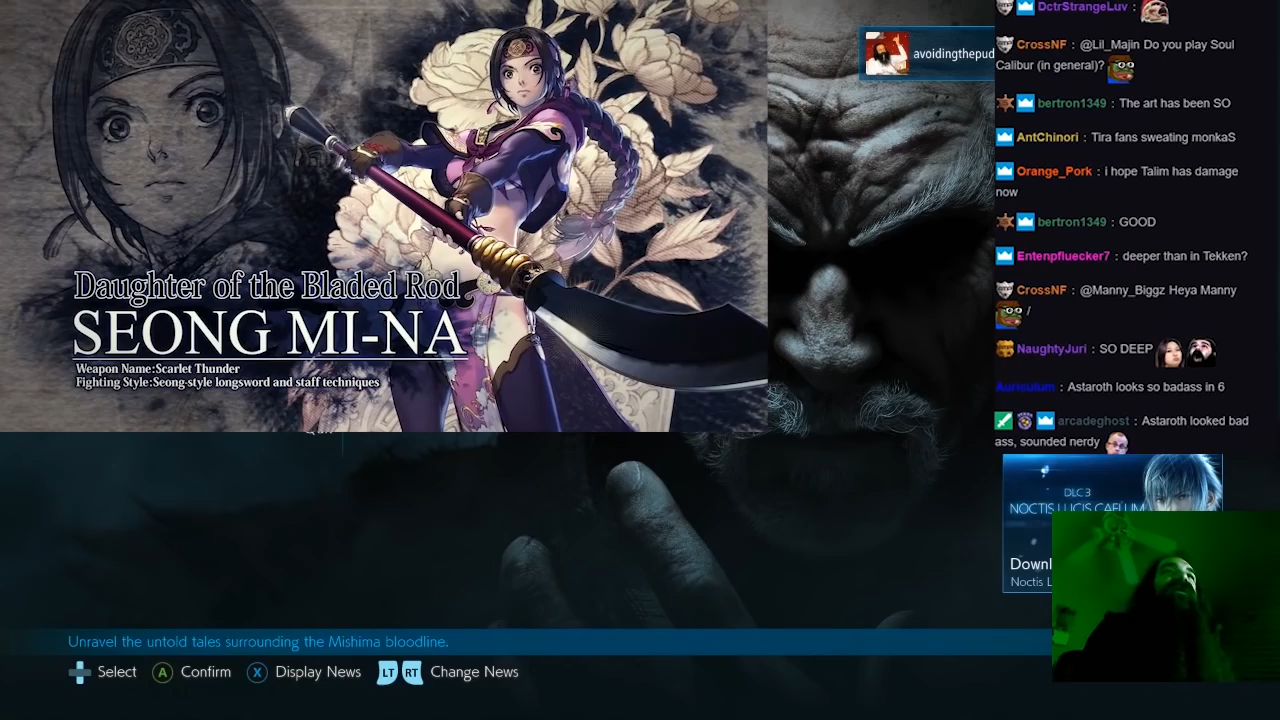 Daughter of the Bladed Rod
SEONG MI-NA
Weapon Name:Scarlet Thunder
Fighting Style:Seong-style longsword and staff techniques
avoidingthepud
DctrStrangeLuv :
CrossNF : @Lil_Majin Do you play Soul
Calibur (in general)?
bertron1349 : The art has been SO
AntChinori : Tira fans sweating monkaS
Orange_Pork : i hope Talim has damage
now
bertron1349 : GOOD
Entenpfluecker7 : deeper than in Tekken?
CrossNF : @Manny_Biggz Heya Manny
/
NaughtyJuri : SO DEEP
Auriculum : Astaroth looks so badass in 6
arcadeghost : Astaroth looked bad
ass, sounded nerdy
DLC 3
NOCTIS LUCIS CAELUM
Downl
Noctis L
Unravel the untold tales surrounding the Mishima bloodline.
Select A Confirm X Display News LT RT Change News